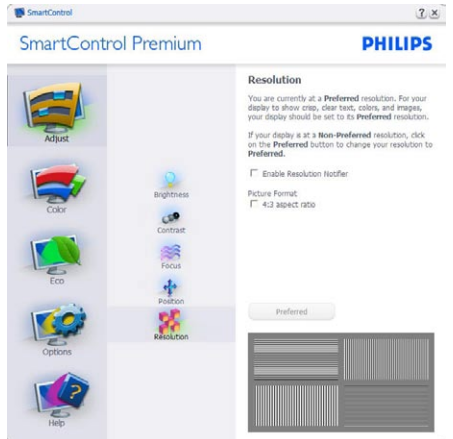 SmartControl
SmartControl Premium
PHILIPS
Adjust
Color
Eco
Options
Help
Brightness
Contrast
Focus
Position
Resolution
Resolution
You are currently at a Preferred resolution. For your
display to show crisp, clear text, colors, and images,
your display should be set to its Preferred resolution.
If your display is at a Non-Preferred resolution, click
on the Preferred button to change your resolution to
Preferred.
Enable Resolution Notifier
Picture Format
4:3 aspect ratio
Preferred